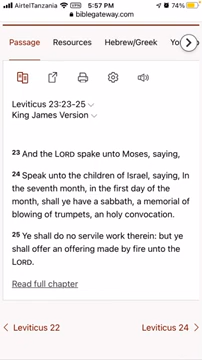 AirtelTanzania VPN 5:57 PM 74%
biblegateway.com
Passage Resources Hebrew/Greek Yo
Leviticus 23:23-25
King James Version
23 And the LORD spake unto Moses, saying,
24 Speak unto the children of Israel, saying, In
the seventh month, in the first day of the
month, shall ye have a sabbath, a memorial of
blowing of trumpets, an holy convocation.
25 Ye shall do no servile work therein: but ye
shall offer an offering made by fire unto the
LORD.
Read full chapter
Leviticus 22 Leviticus 24